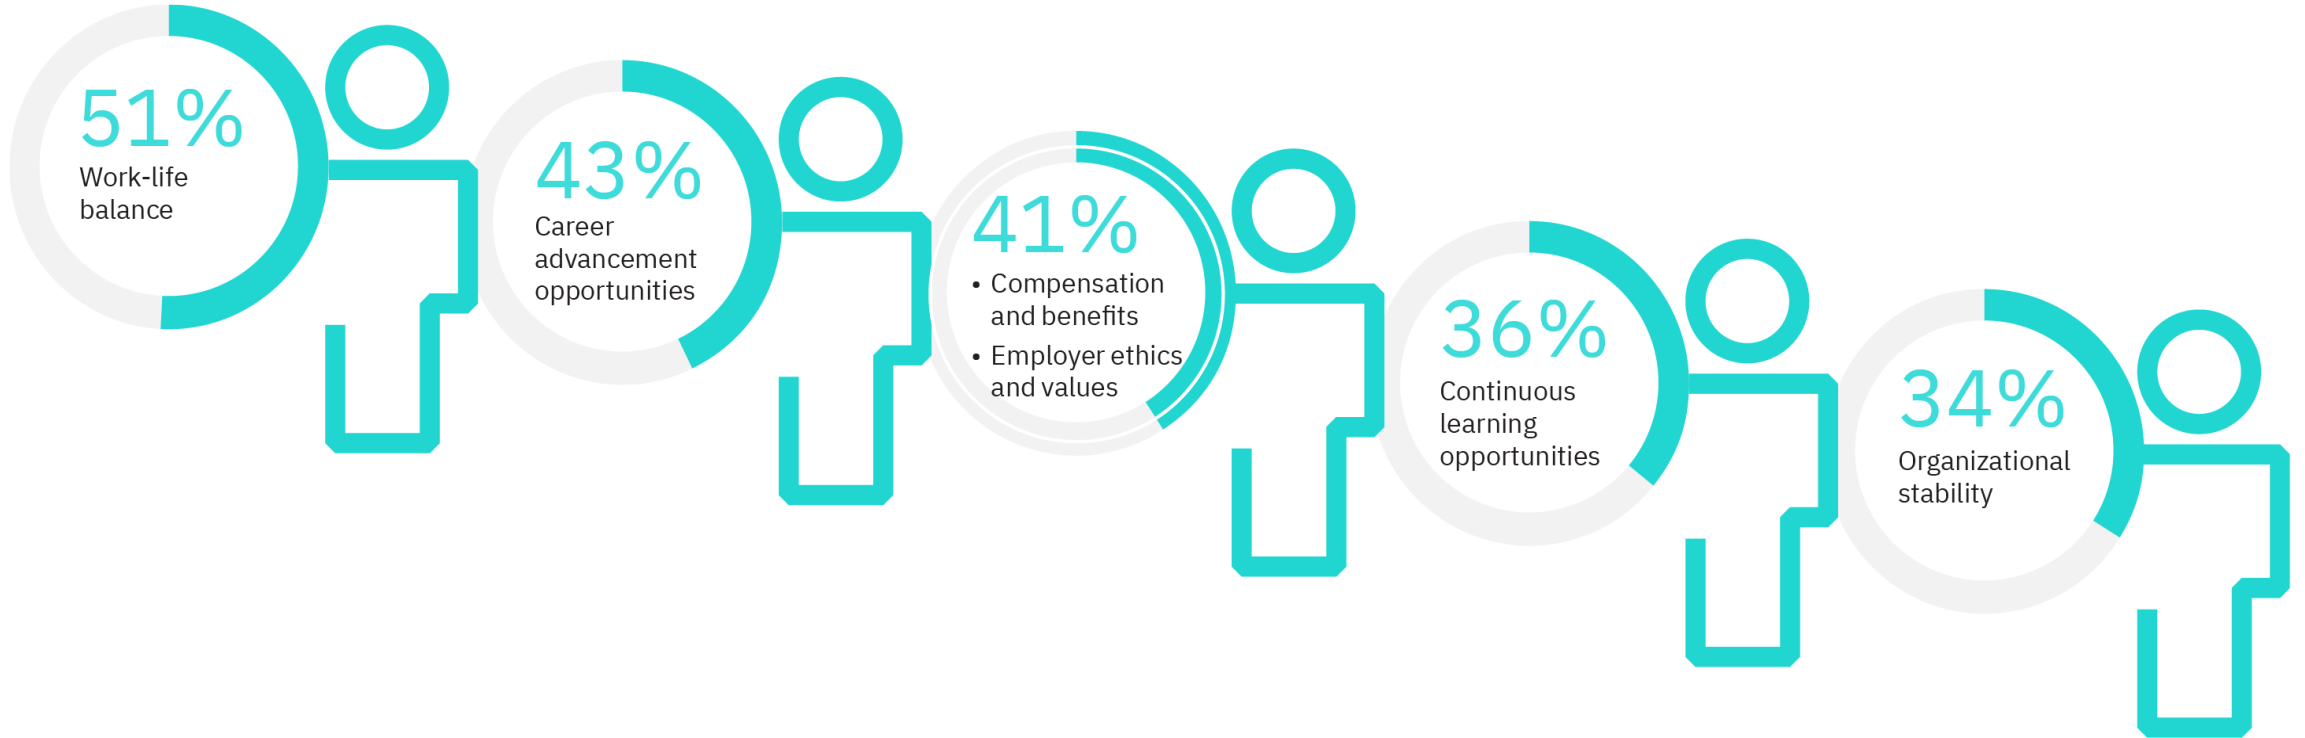 51%
Work-life
balance
43%
Career
advancement
opportunities
41%
• Compensation
and benefits
• Employer ethics
and values
36%
Continuous
learning
opportunities
34%
Organizational
stability